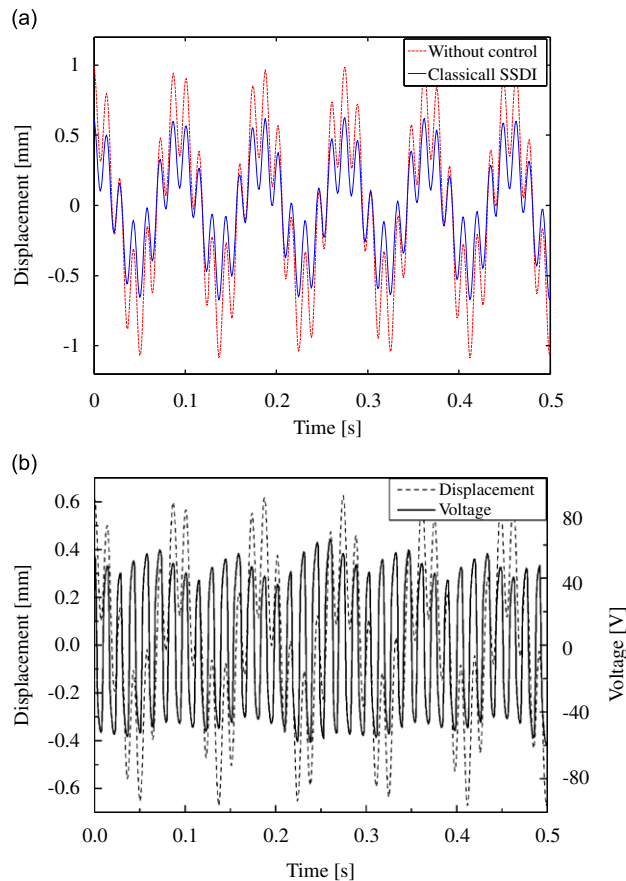 (a)
Without control
Classicall SSDI
1
0.5
0
-0.5
-1
Displacement [mm]
0
0.1
0.2
0.3
0.4
0.5
Time [s]
(b)
Displacement
Voltage
0.6
0.4
0.2
0.0
-0.2
-0.4
-0.6
Displacement [mm]
80
40
0
-40
-80
Voltage [V]
0.0
0.1
0.2
0.3
0.4
0.5
Time [s]